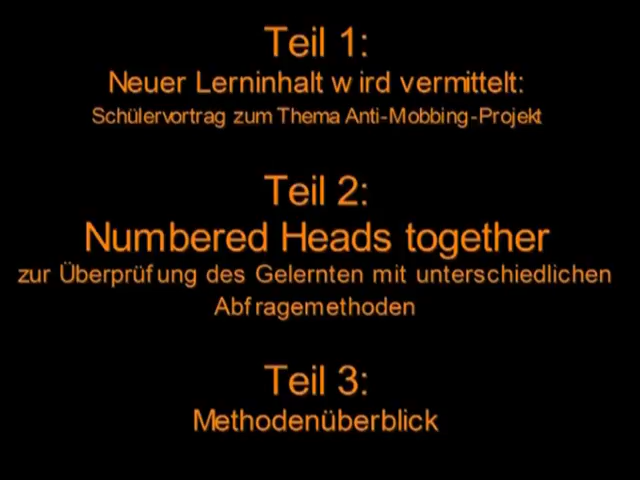 Teil 1:
Neuer Lerninhalt wird vermittelt:
Schülervortrag zum Thema Anti-Mobbing-Projekt
Teil 2:
Numbered Heads together
zur Überprüfung des Gelernten mit unterschiedlichen
Abfragemethoden
Teil 3:
Methodenüberblick